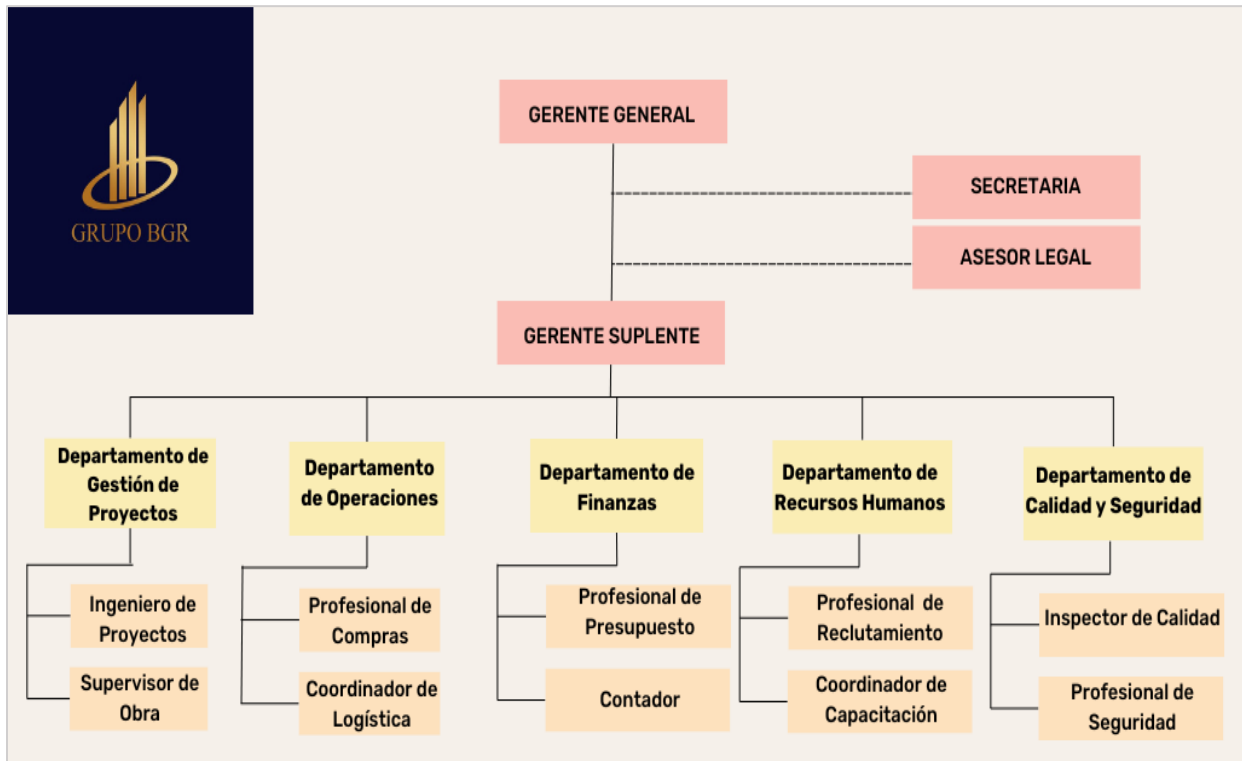 GRUPO BGR
GERENTE GENERAL
SECRETARIA
ASESOR LEGAL
GERENTE SUPLENTE
Departamento de
Gestión de
Proyectos
Departamento
de Operaciones
Departamento de
Finanzas
Departamento de
Recursos Humanos
Departamento de
Calidad y Seguridad
Ingeniero de
Proyectos
Supervisor de
Obra
Profesional de
Compras
Coordinador de
Logística
Profesional de
Presupuesto
Contador
Profesional de
Reclutamiento
Coordinador de
Capacitación
Inspector de Calidad
Profesional de
Seguridad